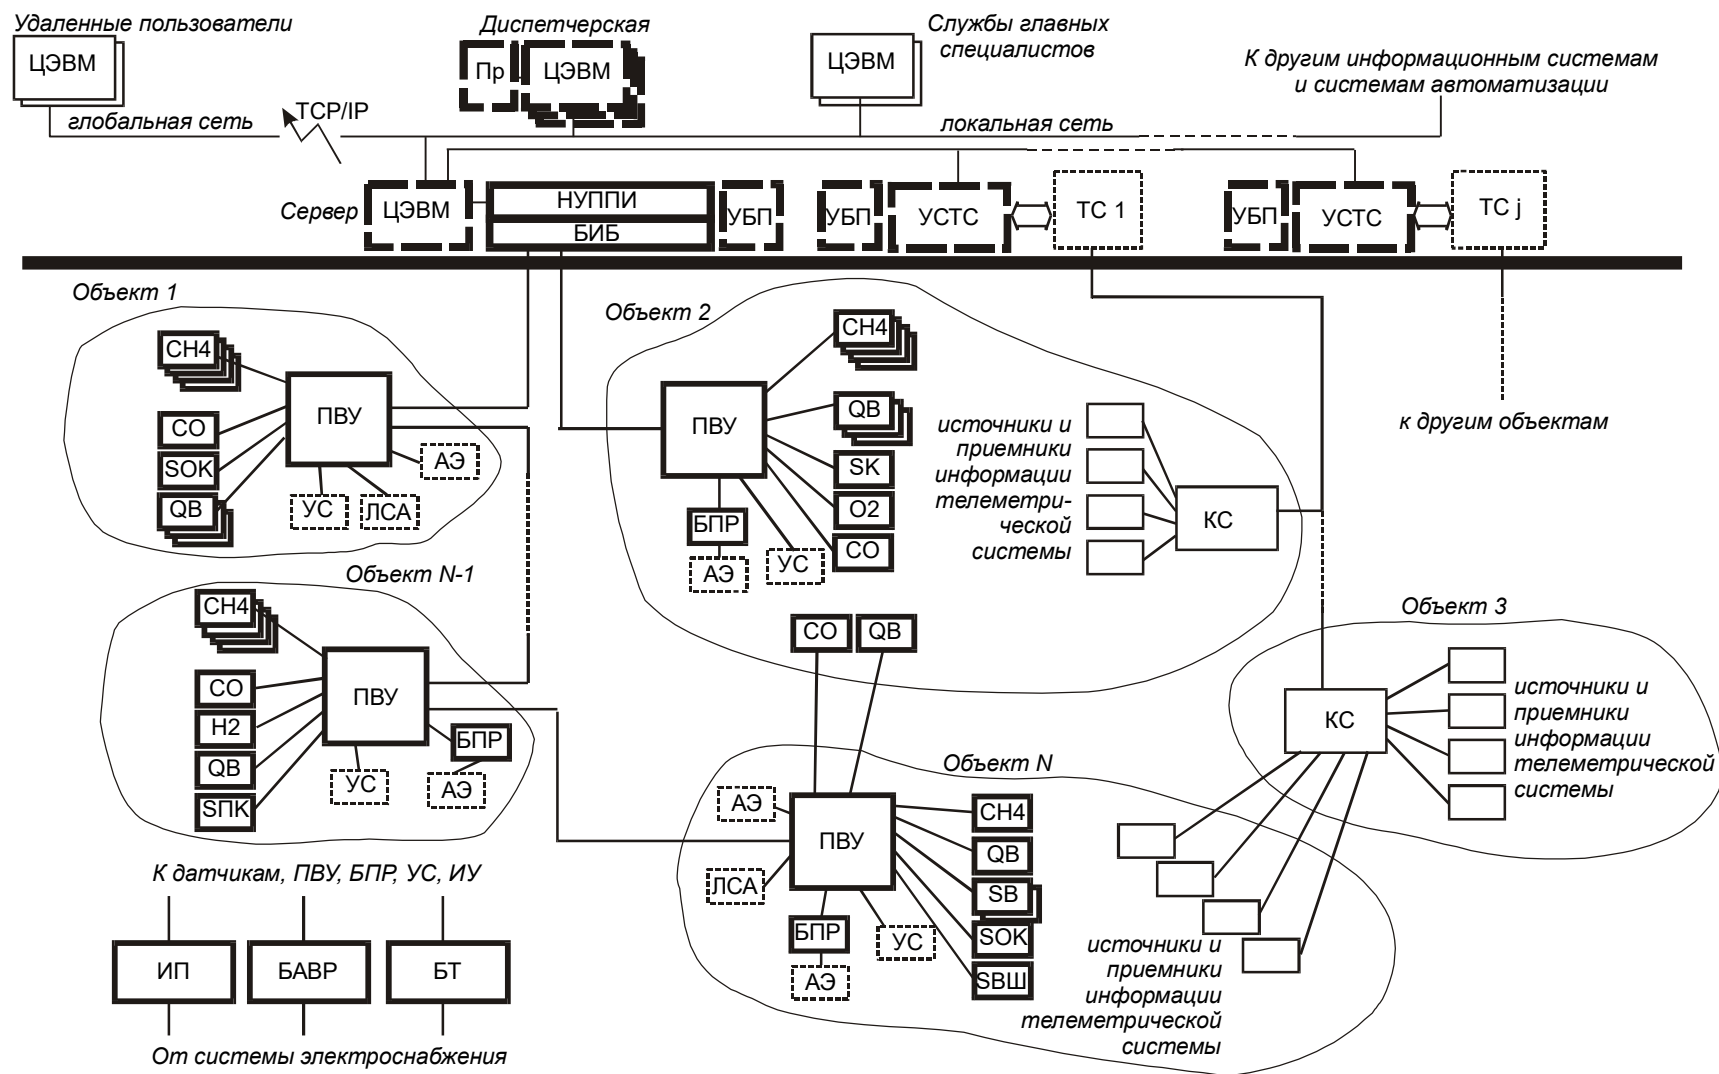 Удаленные пользователи
ЦЭВМ
Диспетчерская
Пр
ЦЭВМ
ЦЭВМ
Службы главных
специалистов
К другим информационным системам
и системам автоматизации
глобальная сеть
TCP/IP
локальная сеть
Сервер
ЦЭВМ
НУППИ
БИБ
УБП
УБП
УСТС
ТС 1
УБП
УСТС
ТС j
Объект 1
CH4
CO
SOK
QB
ПВУ
АЭ
УС
ЛСА
Объект 2
ПВУ
CH4
QB
SK
O2
CO
БПР
АЭ
УС
источники и
приемники
информации
телеметри-
ческой
системы
КС
к другим объектам
Объект N-1
CH4
CO
H2
QB
SПК
ПВУ
УС
БПР
АЭ
CO
QB
Объект 3
КС
источники и
приемники
информации
телеметрической
системы
Объект N
АЭ
ЛСА
ПВУ
БПР
АЭ
УС
CH4
QB
SB
SOK
SBШ
источники и
приемники
информации
телеметрической
системы
К датчикам, ПВУ, БПР, УС, ИУ
ИП
БАВР
БТ
От системы электроснабжения